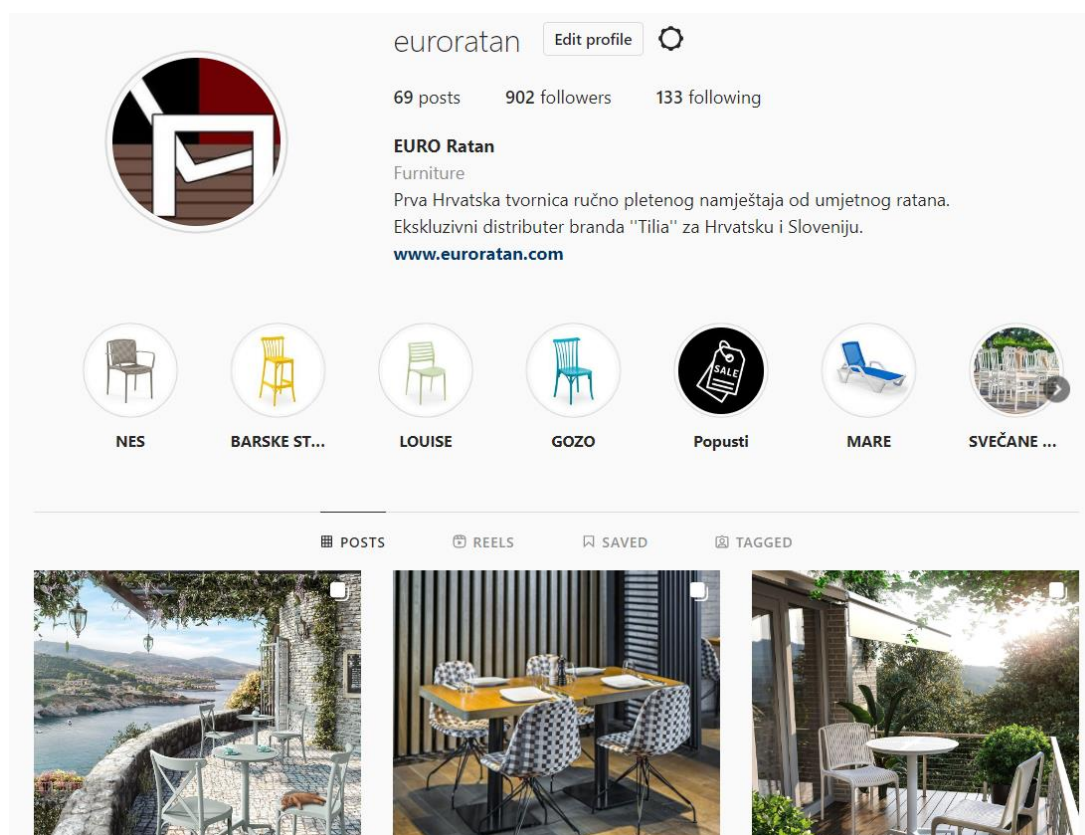 euroratan Edit profile
69 posts 902 followers 133 following
EURO Ratan
Furniture
Prva Hrvatska tvornica ručno pletenog namještaja od umjetnog ratana.
Ekskluzivni distributer branda ''Tilia'' za Hrvatsku i Sloveniju.
www.euroratan.com
SALE
NES BARSKE ST... LOUISE GOZO Popusti MARE SVEČANE ...
POSTS REELS SAVED TAGGED